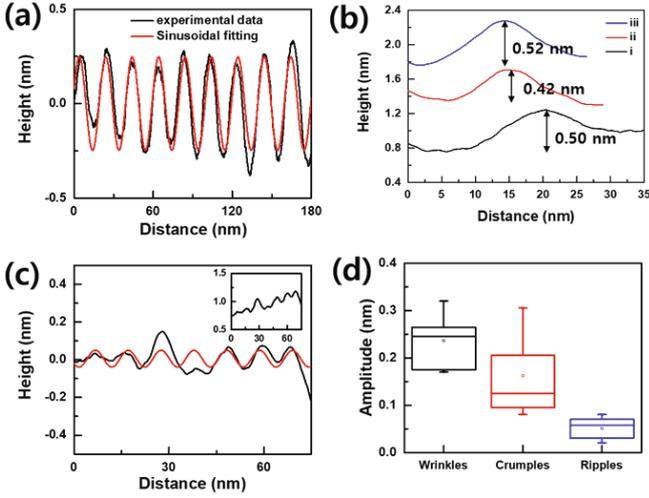 (a)
experimental data
Sinusoidal fitting
Height (nm)
0.5
0.0
-0.5
0 60 120 180
Distance (nm)
(b)
iii
ii
i
Height (nm)
2.4
2.0
1.6
1.2
0.8
0.4
0.52 nm
0.42 nm
0.50 nm
0 5 10 15 20 25 30 35
Distance (nm)
(c)
Height (nm)
0.4
0.2
0.0
-0.2
-0.4
1.5
1.0
0.5
0 30 60
0 30 60
Distance (nm)
(d)
Amplitude (nm)
0.4
0.3
0.2
0.1
0.0
Wrinkles Crumples Ripples